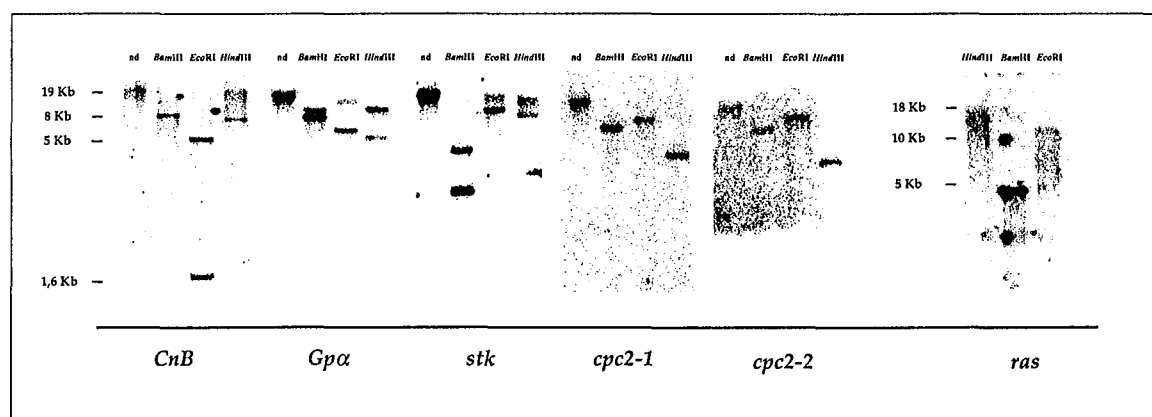 nd BamHI EcoRI HindIII nd BamHI EcoRI HindIII nd BamHI EcoRI HindIII nd BamHI EcoRI HindIII nd BamHI EcoRI HindIII HindIII BamHI EcoRI
19 Kb
8 Kb
5 Kb
1,6 Kb
18 Kb
10 Kb
5 Kb
CnB Gpα stk cpc2-1 cpc2-2 ras